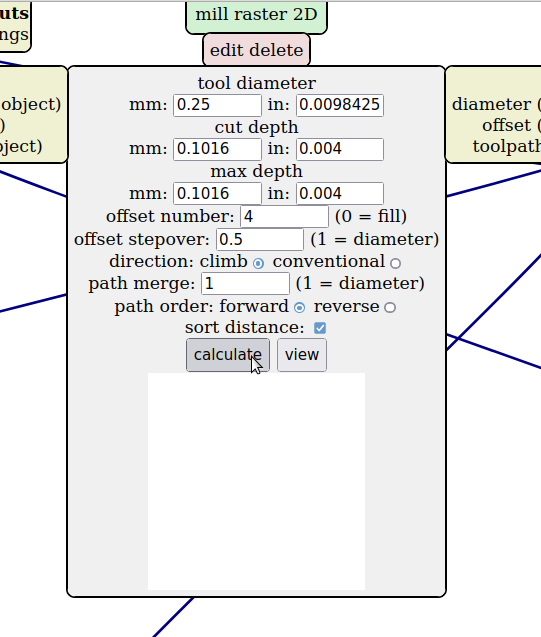 uts
ngs
mill raster 2D
edit delete
object)
)
ject)
diameter (
offset (
toolpath
tool diameter
mm: 0.25 in: 0.0098425
cut depth
mm: 0.1016 in: 0.004
max depth
mm: 0.1016 in: 0.004
offset number: 4 (0 = fill)
offset stepover: 0.5 (1 = diameter)
direction: climb conventional
path merge: 1 (1 = diameter)
path order: forward reverse
sort distance:
calculate view